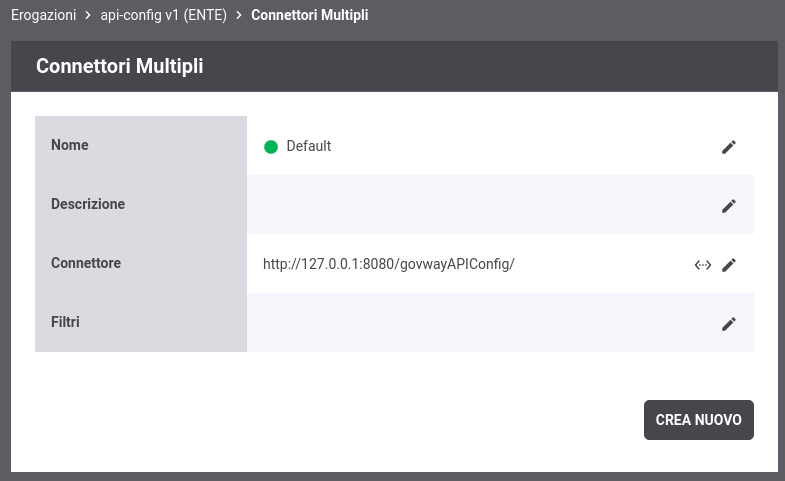 Erogazioni > api-config v1 (ENTE) > Connettori Multipli
Connettori Multipli
Nome Default
Descrizione
Connettore http://127.0.0.1:8080/govwayAPIConfig/
Filtri
CREA NUOVO